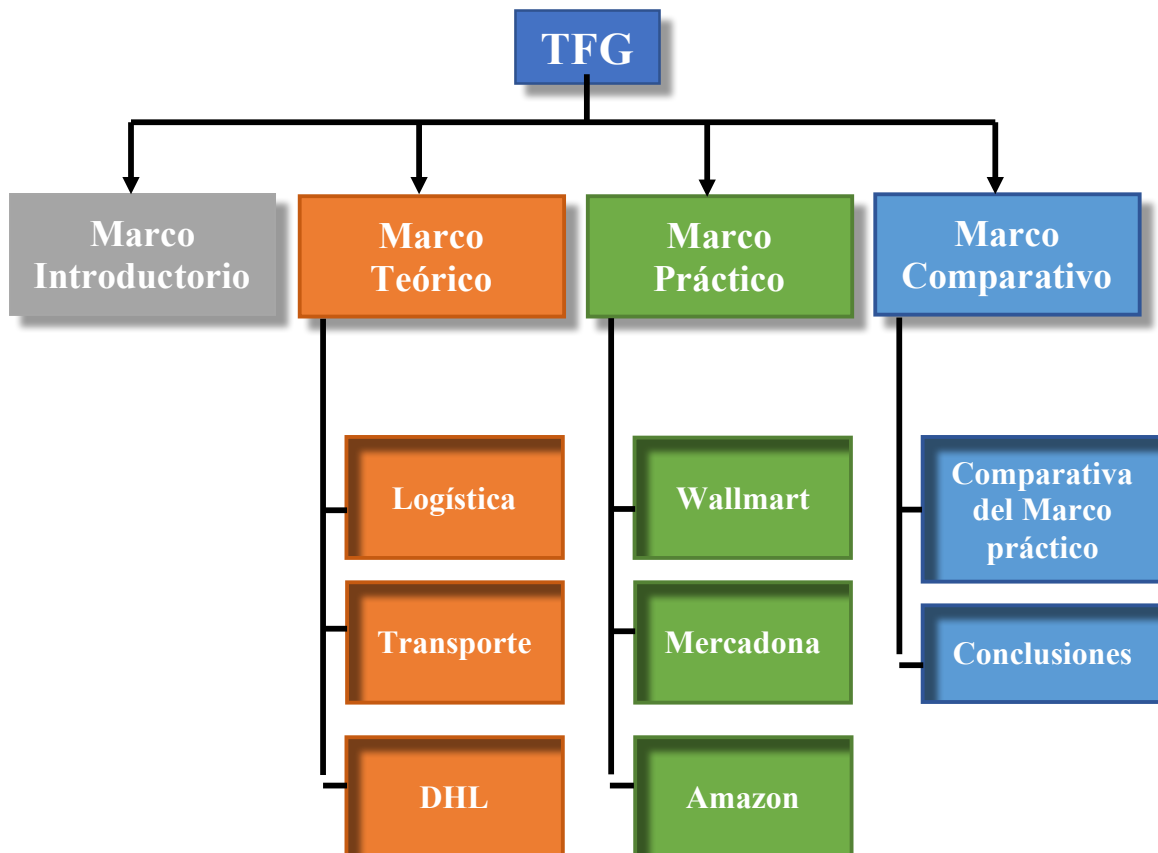 TFG
Marco
Introductorio
Marco
Teórico
Marco
Práctico
Marco
Comparativo
Logística
Transporte
DHL
Wallmart
Mercadona
Amazon
Comparativa
del Marco
práctico
Conclusiones